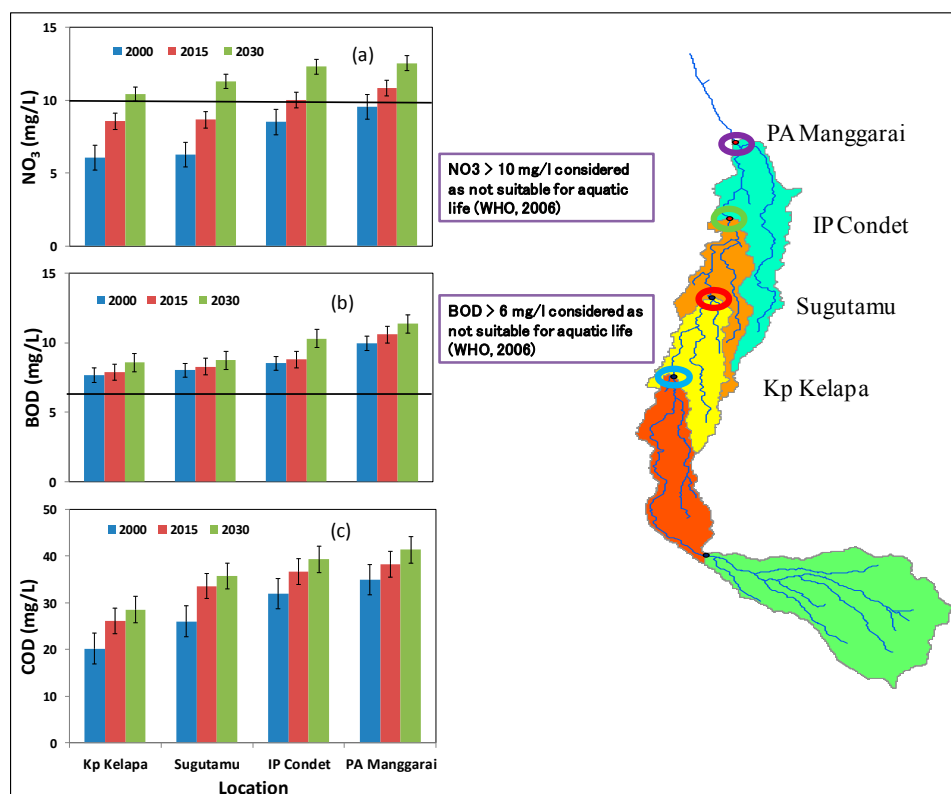 15
10
5
0
NO3 (mg/L)
2000 2015 2030
(a)
NO3 > 10 mg/l considered
as not suitable for aquatic
life (WHO, 2006)
15
10
5
0
BOD (mg/L)
2000 2015 2030
(b)
BOD > 6 mg/l considered as
not suitable for aquatic life
(WHO, 2006)
50
40
30
20
10
0
COD (mg/L)
2000 2015 2030
(c)
Kp Kelapa Sugutamu IP Condet PA Manggarai
Location
PA Manggarai
IP Condet
Sugutamu
Kp Kelapa